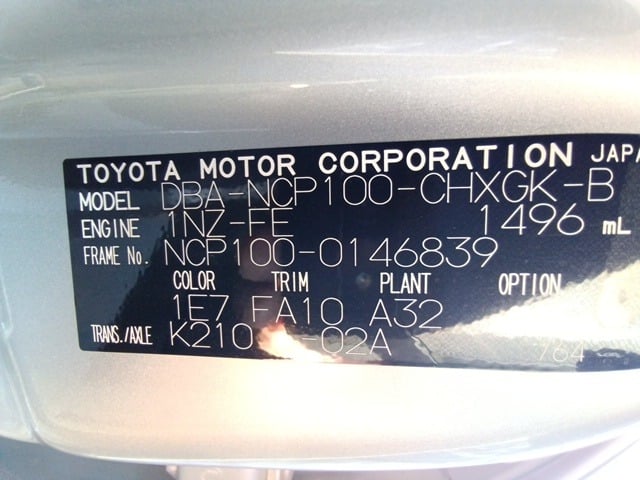 TOYOTA MOTOR CORPORATION JAPA
MODEL DBA-NCP100-CHXGK-B
ENGINE 1NZ-FE 1496 mL
FRAME No. NCP100-0146839
COLOR TRIM PLANT OPTION
1E7 FA10 A32
TRANS./AXLE K210 -02A
764